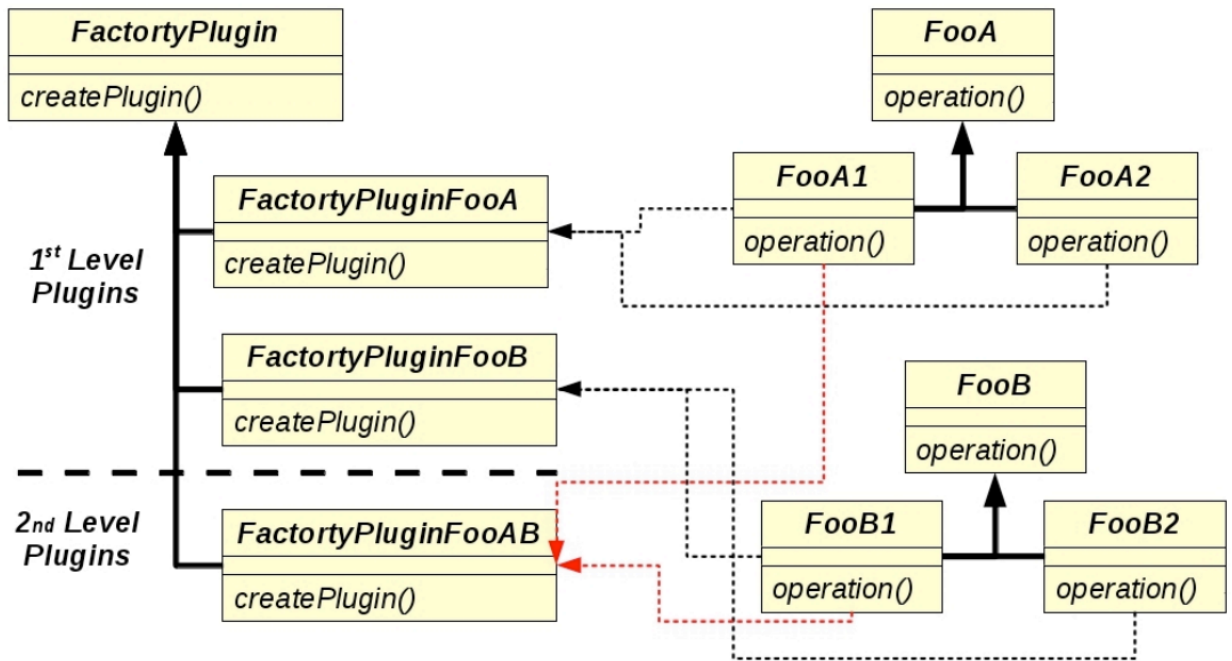 FactortyPlugin
createPlugin()
FooA
operation()
FooA1
operation()
FooA2
operation()
FactortyPluginFooA
createPlugin()
1st Level
Plugins
FactortyPluginFooB
createPlugin()
FooB
operation()
2nd Level
Plugins
FactortyPluginFooAB
createPlugin()
FooB1
operation()
FooB2
operation()